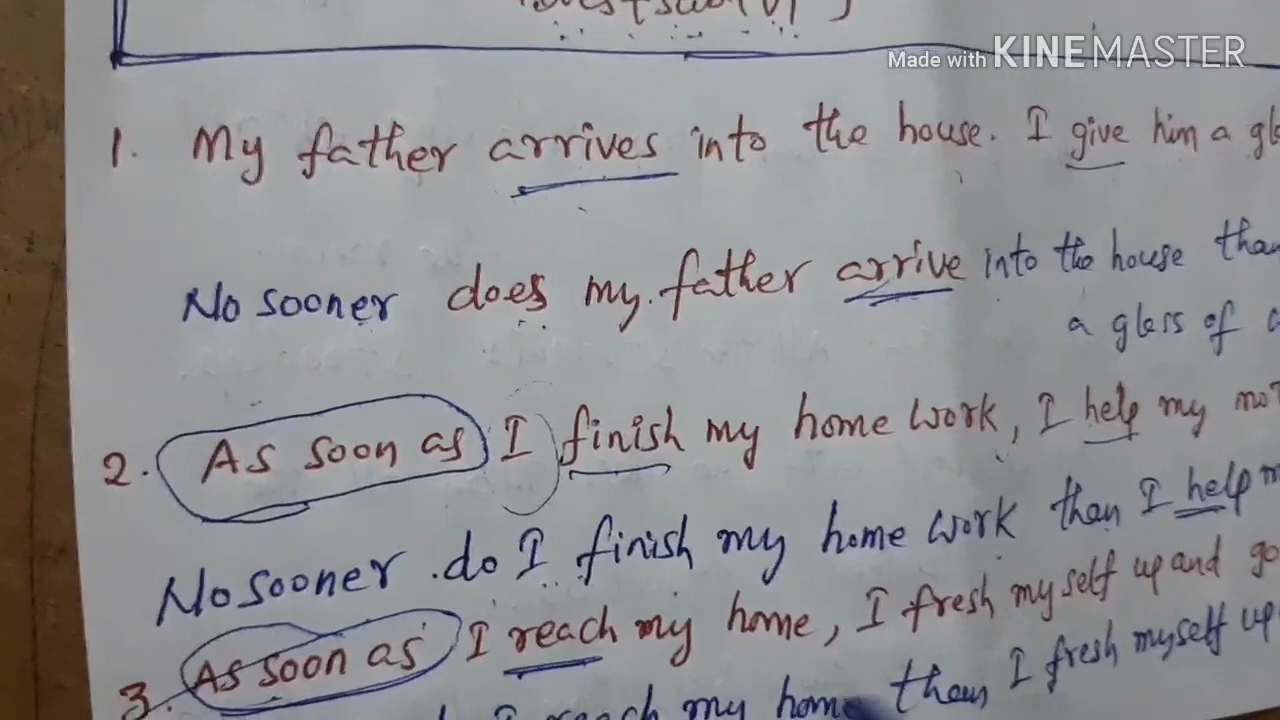 Made with KINEMASTER
1. My father arrives into the house. I give him a
No sooner does my father arrive into the house
a glass of
2. As soon as I finish my home work, I help my
No sooner do I finish my home work than I help
3. As soon as I reach my home, I fresh myself up and go
I reach my home than I fresh myself up